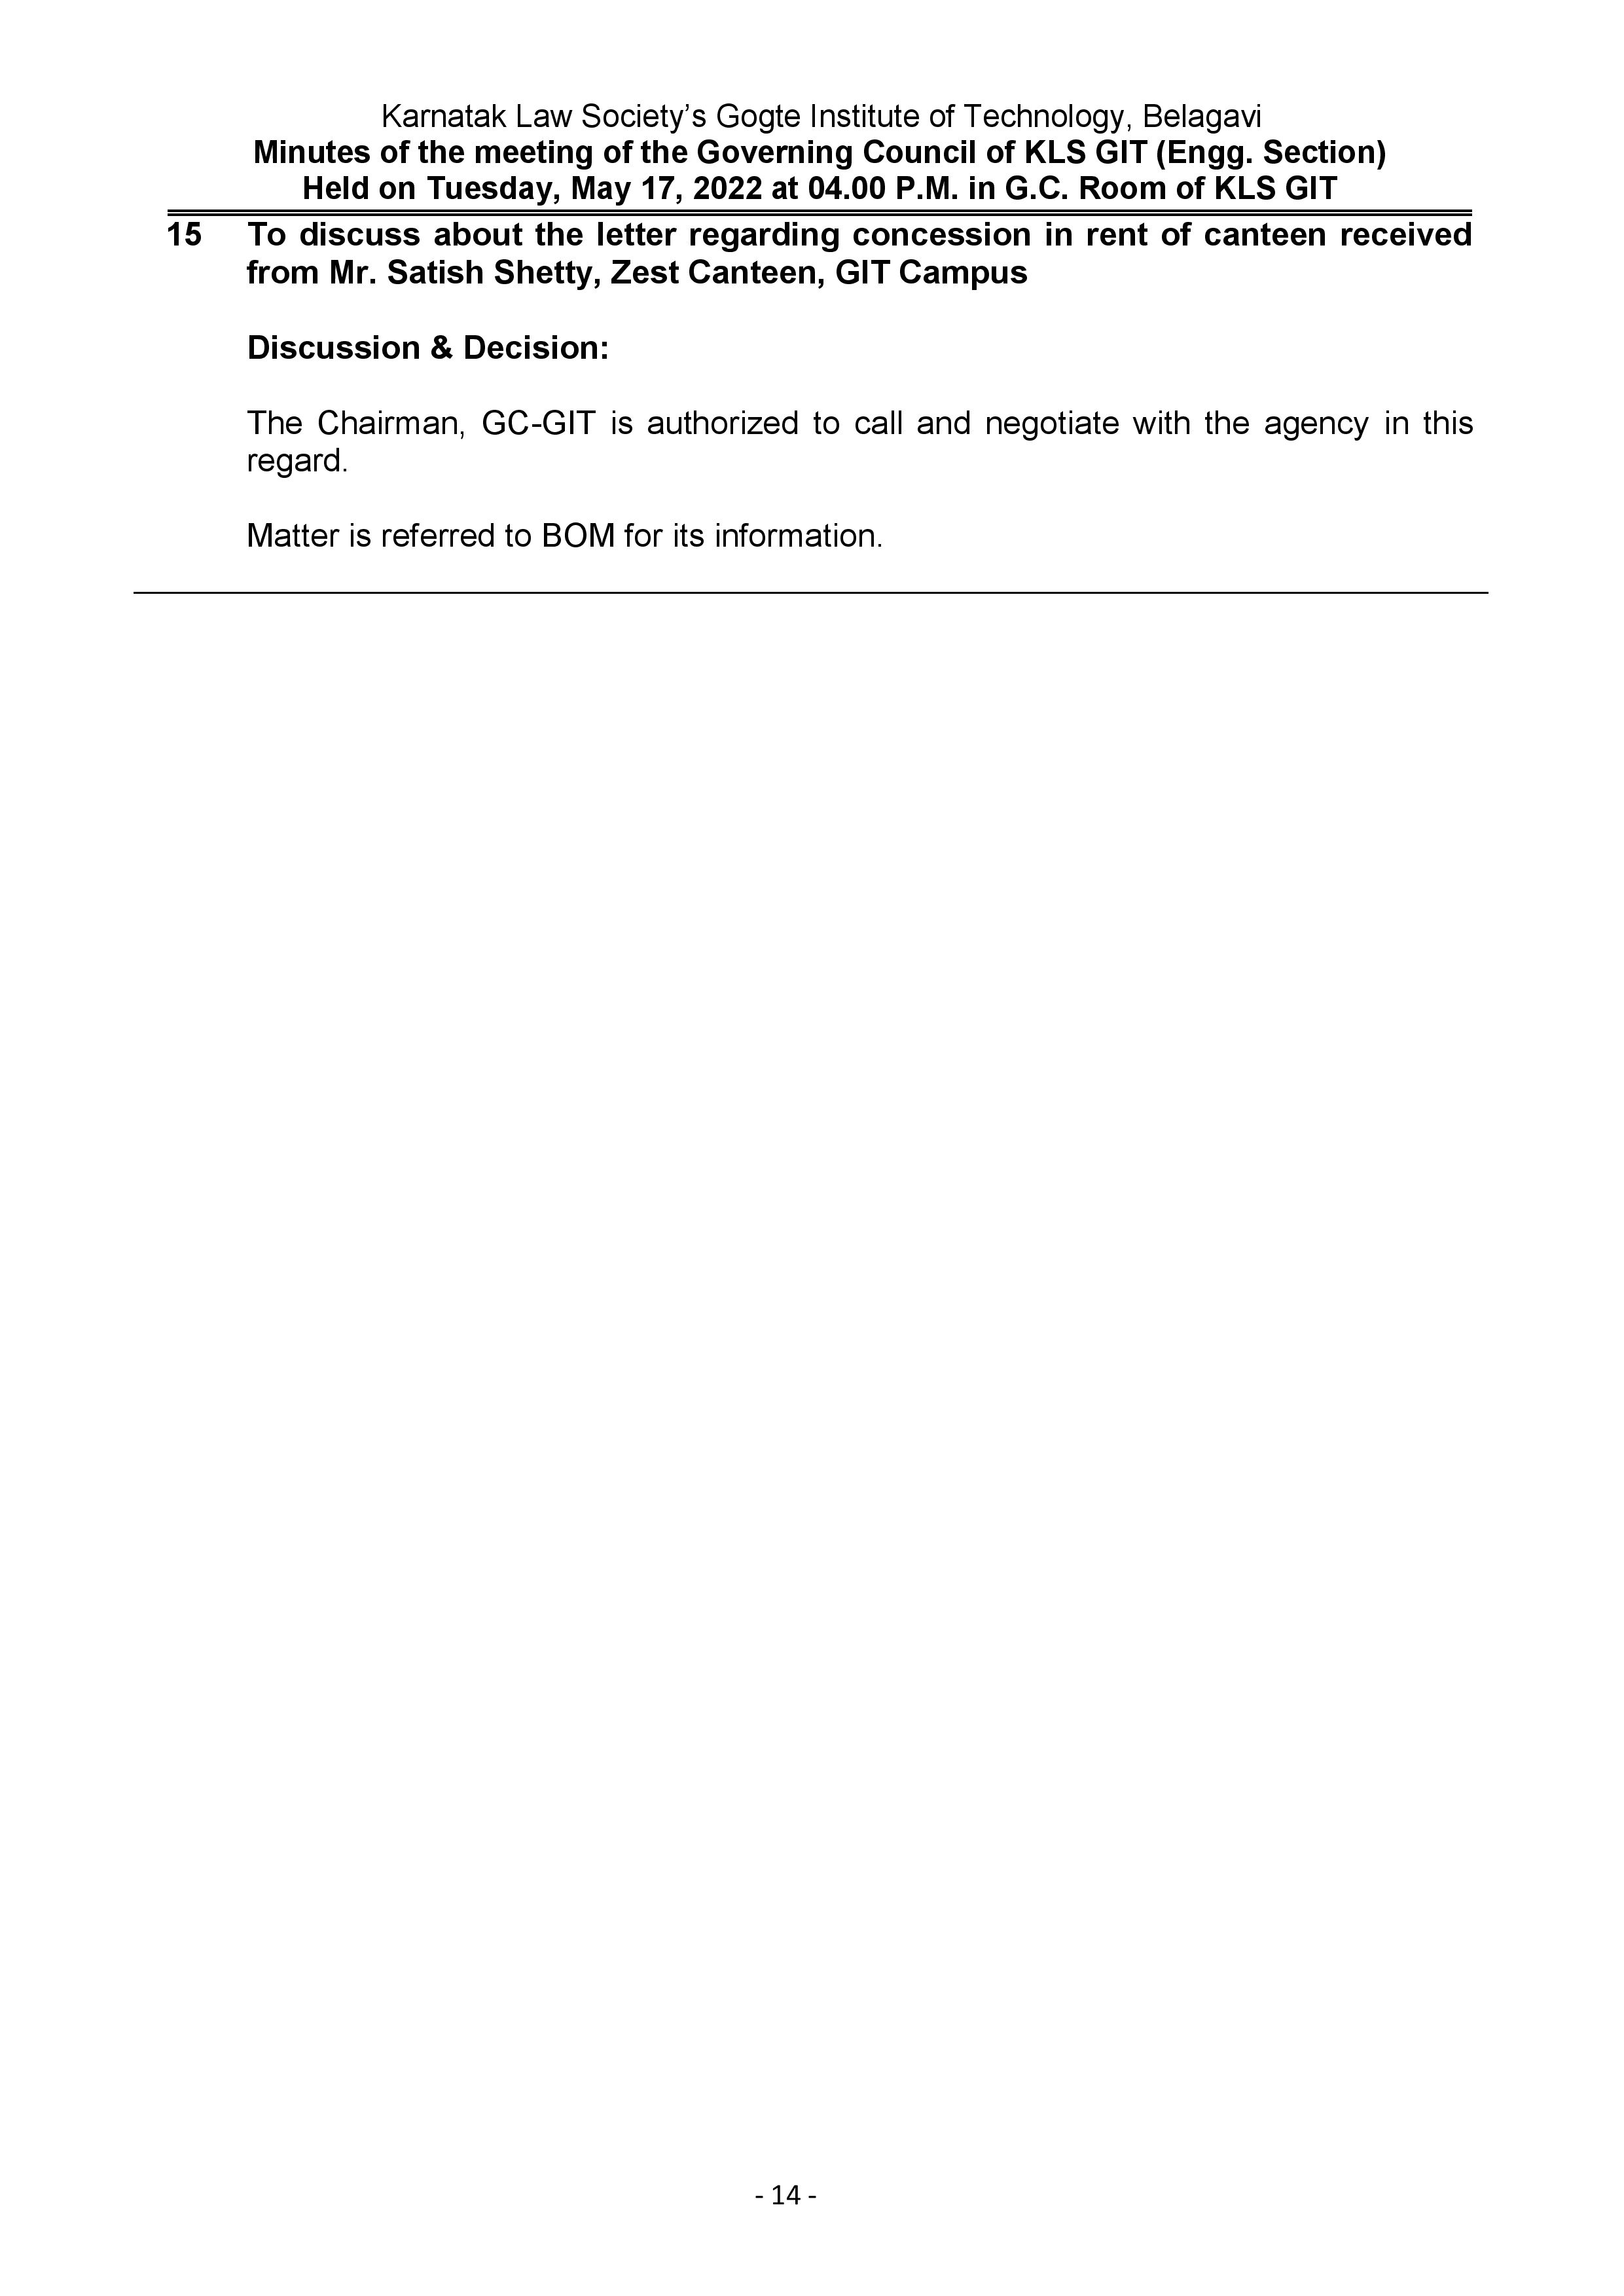 Karnatak Law Society’s Gogte Institute of Technology, Belagavi
Minutes of the meeting of the Governing Council of KLS GIT (Engg. Section)
Held on Tuesday, May 17, 2022 at 04.00 P.M. in G.C. Room of KLS GIT
15 To discuss about the letter regarding concession in rent of canteen received
from Mr. Satish Shetty, Zest Canteen, GIT Campus
Discussion & Decision:
The Chairman, GC-GIT is authorized to call and negotiate with the agency in this
regard.
Matter is referred to BOM for its information.
- 14 -